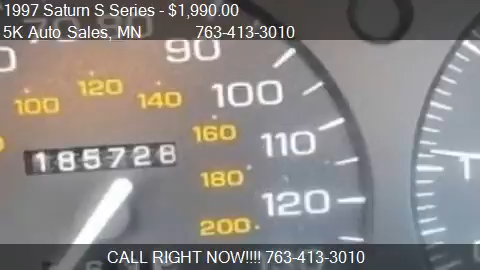 1997 Saturn S Series - $1,990.00
5K Auto Sales, MN 763-413-3010
90
100 120 140 100
160 110
185728
180
120
200
CALL RIGHT NOW!!!! 763-413-3010